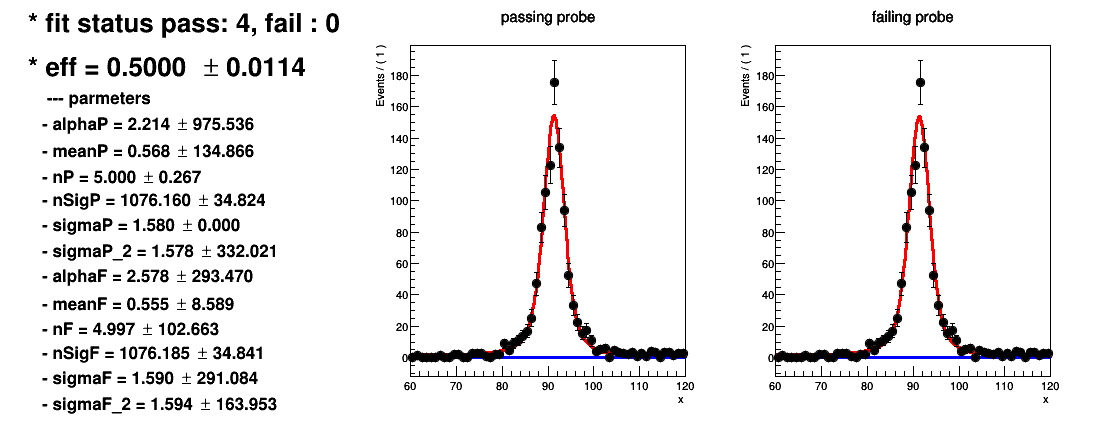 * fit status pass: 4, fail : 0
* eff = 0.5000 ± 0.0114
--- parmeters
- alphaP = 2.214 ± 975.536
- meanP = 0.568 ± 134.866
- nP = 5.000 ± 0.267
- nSigP = 1076.160 ± 34.824
- sigmaP = 1.580 ± 0.000
- sigmaP_2 = 1.578 ± 332.021
- alphaF = 2.578 ± 293.470
- meanF = 0.555 ± 8.589
- nF = 4.997 ± 102.663
- nSigF = 1076.185 ± 34.841
- sigmaF = 1.590 ± 291.084
- sigmaF_2 = 1.594 ± 163.953
passing probe
Events / ( 1 )
180
160
140
120
100
80
60
40
20
0
60 70 80 90 100 110 120
x
failing probe
Events / ( 1 )
180
160
140
120
100
80
60
40
20
0
60 70 80 90 100 110 120
x